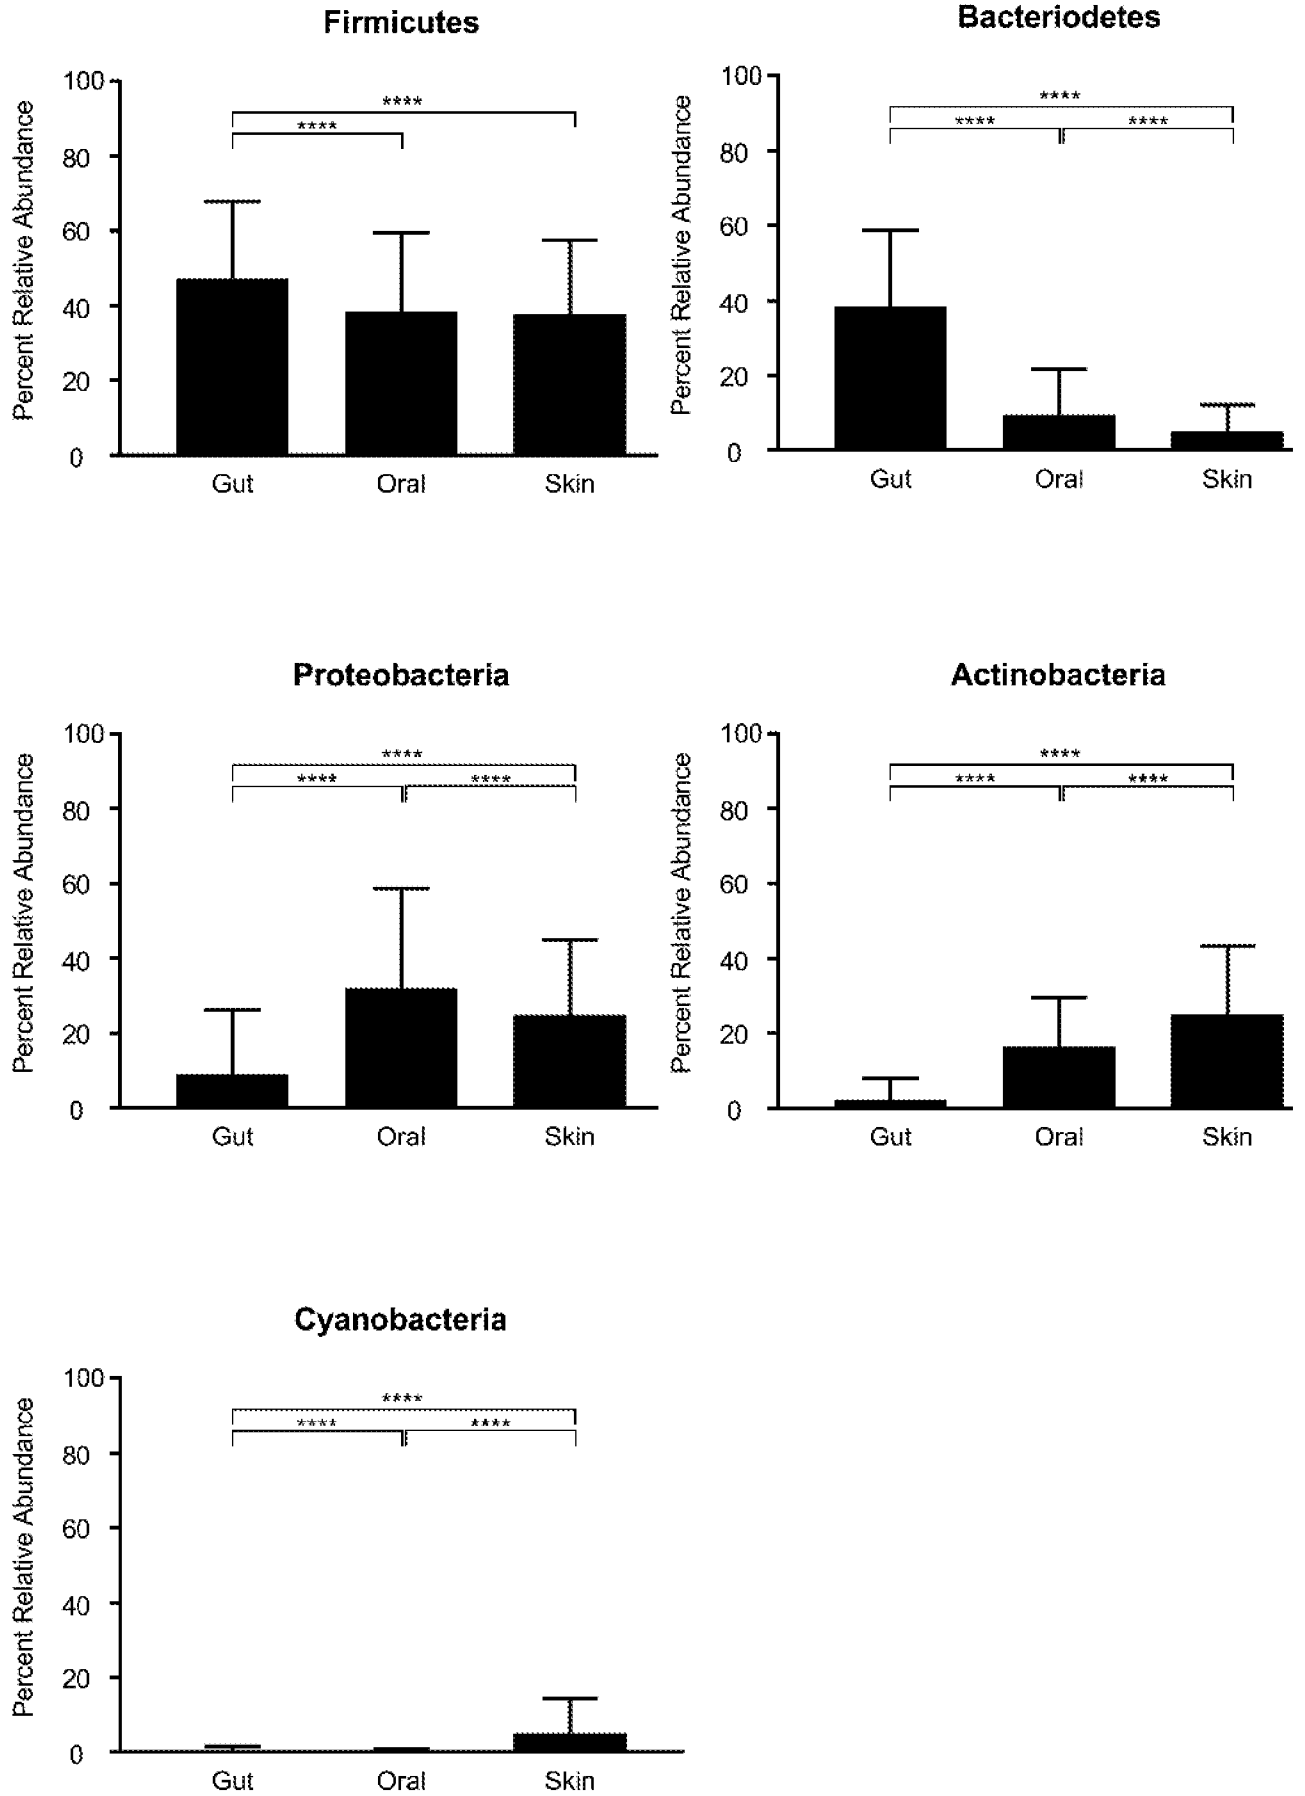 Firmicutes
Percent Relative Abundance
100
80
60
40
20
0
****
****
Gut Oral Skin
Bacteriodetes
Percent Relative Abundance
100
80
60
40
20
0
****
**** ****
Gut Oral Skin
Proteobacteria
Percent Relative Abundance
100
80
60
40
20
0
****
**** ****
Gut Oral Skin
Actinobacteria
Percent Relative Abundance
100
80
60
40
20
0
****
**** ****
Gut Oral Skin
Cyanobacteria
Percent Relative Abundance
100
80
60
40
20
0
****
**** ****
Gut Oral Skin